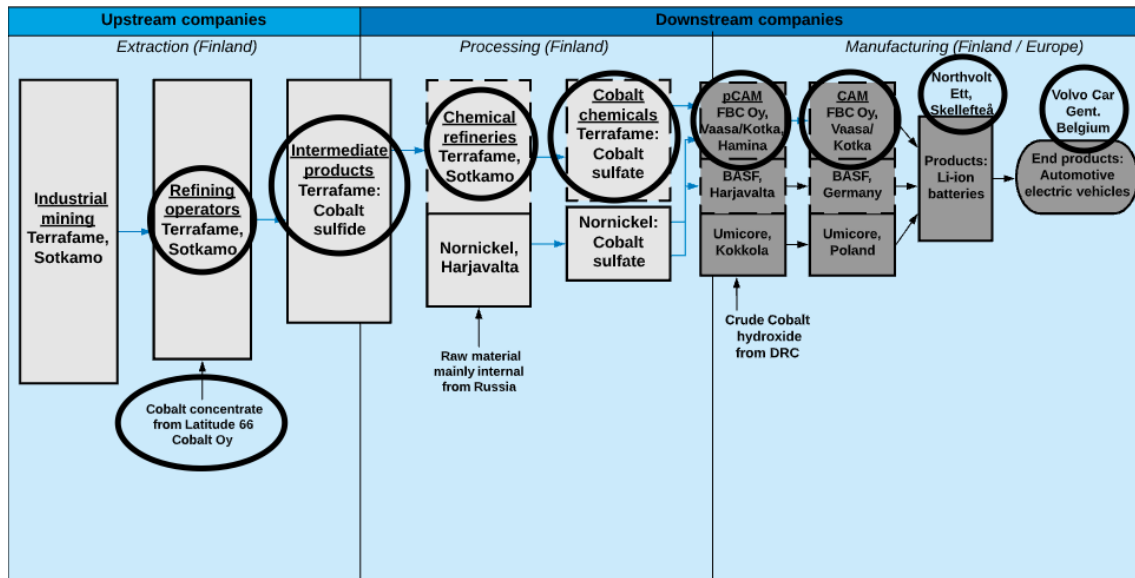 Upstream companies
Downstream companies
Extraction (Finland)
Processing (Finland)
Manufacturing (Finland / Europe)
Industrial
mining
Terrafame,
Sotkamo
Refining
operators
Terrafame,
Sotkamo
Cobalt concentrate
from Latitude 66
Cobalt Oy
Intermediate
products
Terrafame:
Cobalt
sulfide
Chemical
refineries
Terrafame,
Sotkamo
Nornickel,
Harjavalta
Raw material
mainly internal
from Russia
Cobalt
chemicals
Terrafame:
Cobalt
sulfate
Nornickel:
Cobalt
sulfate
pCAM
FBC Oy,
Vaasa/Kotka,
Hamina
BASF,
Harjavalta
Umicore,
Kokkola
Crude Cobalt
hydroxide
from DRC
CAM
FBC Oy,
Vaasa/
Kotka
BASF,
Germany
Umicore,
Poland
Northvolt
Ett,
Skellefteå
Products:
Li-ion
batteries
Volvo Car
Gent.
Belgium
End products:
Automotive
electric vehicles